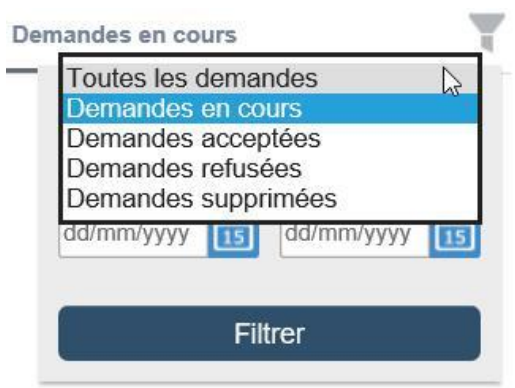 Demandes en cours
Toutes les demandes
Demandes en cours
Demandes acceptées
Demandes refusées
Demandes supprimées
dd/mm/yyyy 15 dd/mm/yyyy 15
Filtrer